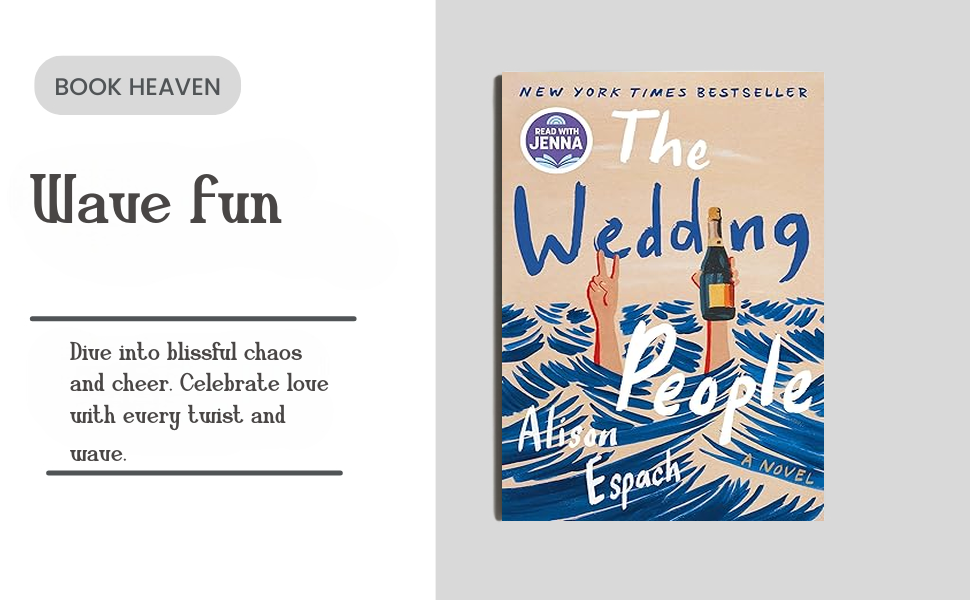 BOOK HEAVEN
Wave fun
Dive into blissful chaos
and cheer. Celebrate love
with every twist and
wave.
NEW YORK TIMES BESTSELLER
READ WITH
JENNA
The
Wedding
People
Alison
Espach
A NOVEL